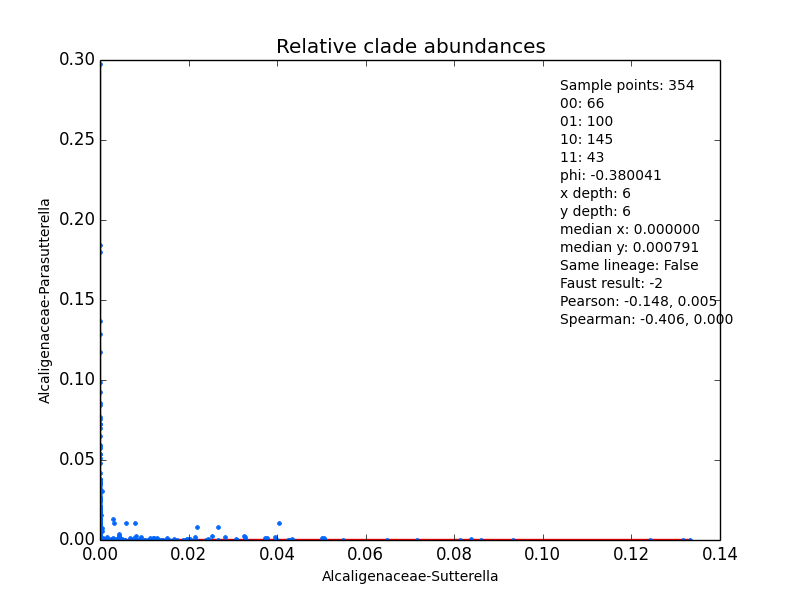 Relative clade abundances
0.30
0.25
0.20
0.15
0.10
0.05
0.00
Alcaligenaceae-Parasutterella
Sample points: 354
00: 66
01: 100
10: 145
11: 43
phi: -0.380041
x depth: 6
y depth: 6
median x: 0.000000
median y: 0.000791
Same lineage: False
Faust result: -2
Pearson: -0.148, 0.005
Spearman: -0.406, 0.000
0.00 0.02 0.04 0.06 0.08 0.10 0.12 0.14
Alcaligenaceae-Sutterella